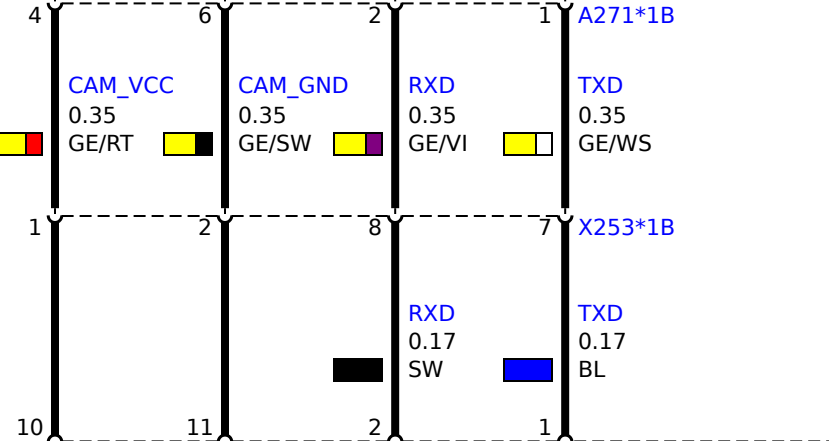 4 6 2 1 A271*1B
CAM_VCC CAM_GND RXD TXD
0.35 0.35 0.35 0.35
GE/RT GE/SW GE/VI GE/WS
1 2 8 7 X253*1B
RXD TXD
0.17 0.17
SW BL
10 11 2 1